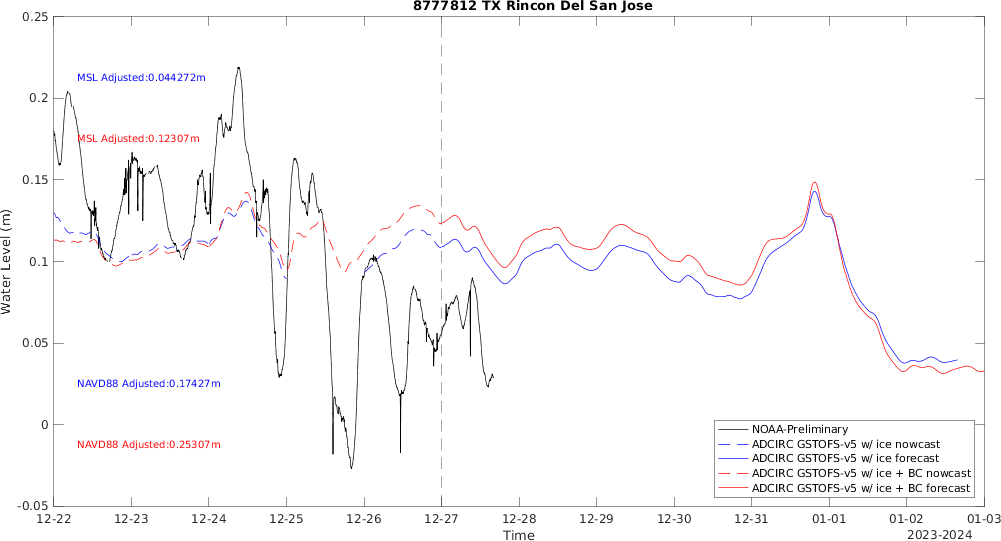 8777812 TX Rincon Del San Jose
0.25
0.2
0.15
0.1
0.05
0
-0.05
Water Level (m)
MSL Adjusted:0.044272m
MSL Adjusted:0.12307m
NAVD88 Adjusted:0.17427m
NAVD88 Adjusted:0.25307m
NOAA-Preliminary
ADCIRC GSTOFS-v5 w/ ice nowcast
ADCIRC GSTOFS-v5 w/ ice forecast
ADCIRC GSTOFS-v5 w/ ice + BC nowcast
ADCIRC GSTOFS-v5 w/ ice + BC forecast
12-22 12-23 12-24 12-25 12-26 12-27 12-28 12-29 12-30 12-31 01-01 01-02 01-03
Time
2023-2024